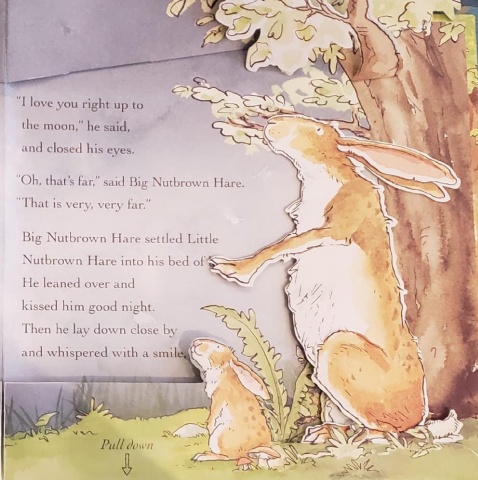 "I love you right up to
the moon," he said,
and closed his eyes.
"Oh, that's far," said Big Nutbrown Hare.
"That is very, very far."
Big Nutbrown Hare settled Little
Nutbrown Hare into his bed of
He leaned over and
kissed him good night.
Then he lay down close by
and whispered with a smile,
Pull down